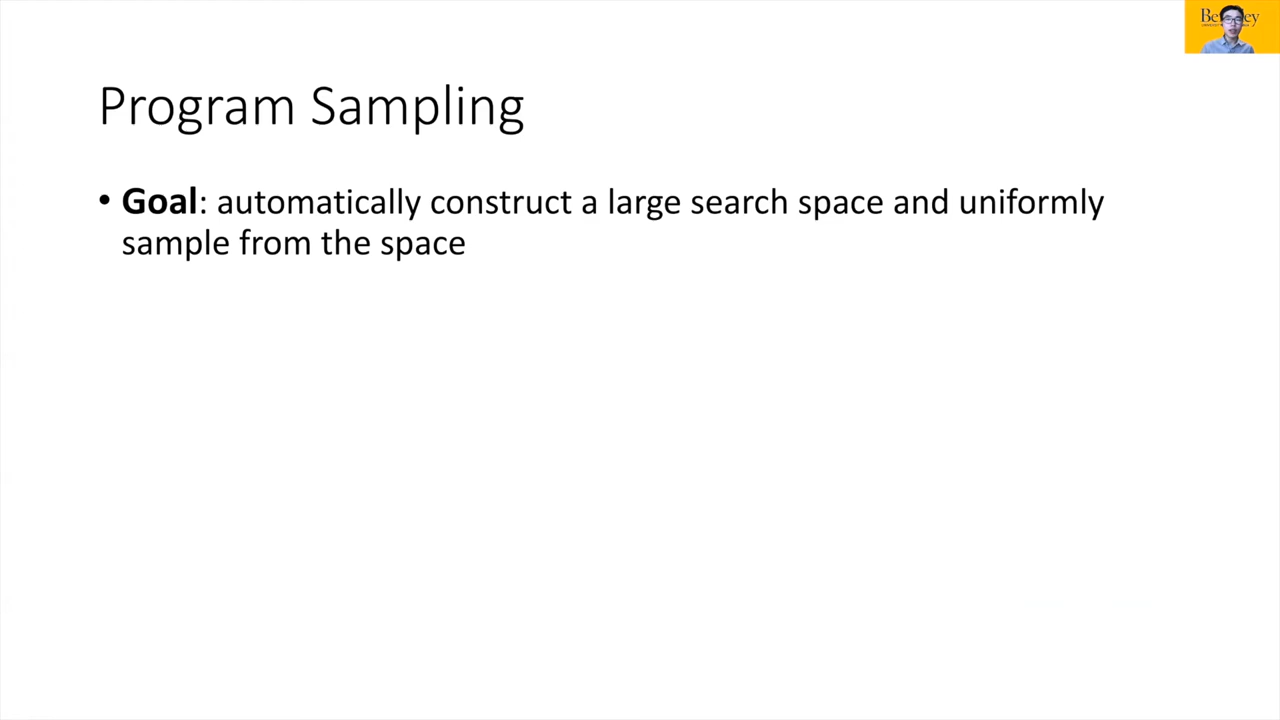 Program Sampling
• Goal: automatically construct a large search space and uniformly
sample from the space